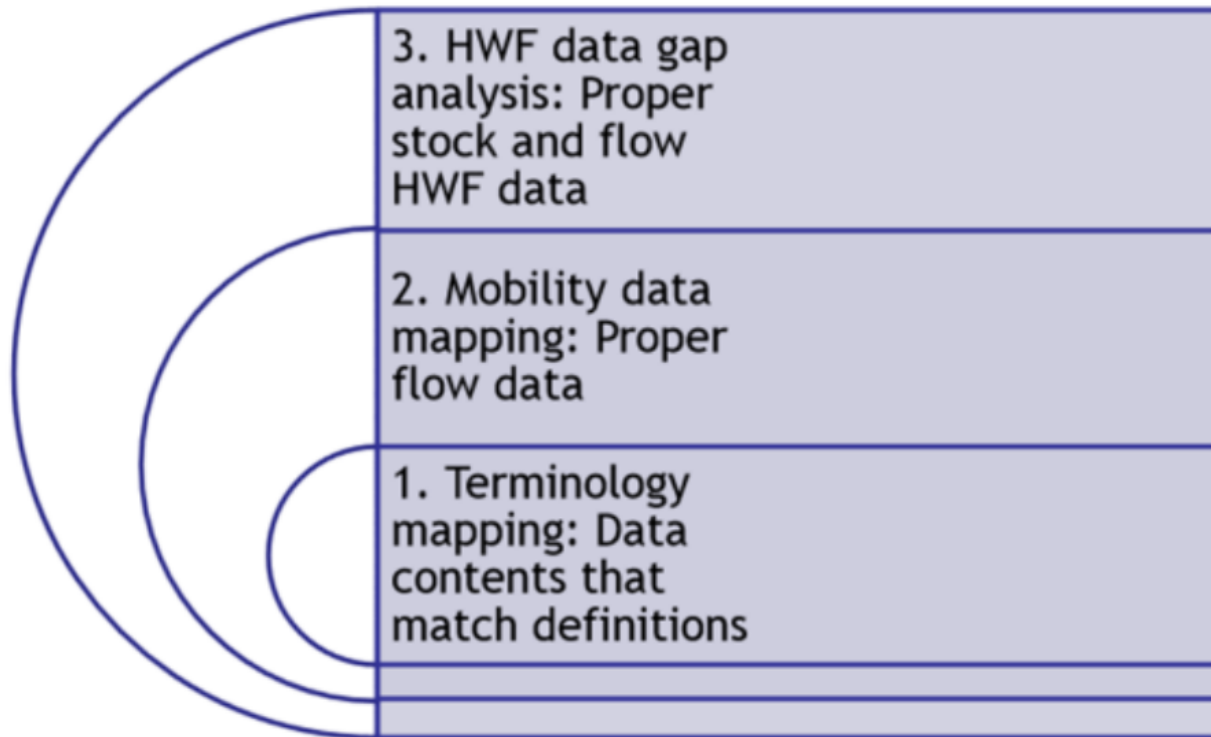 3. HWF data gap
analysis: Proper
stock and flow
HWF data
2. Mobility data
mapping: Proper
flow data
1. Terminology
mapping: Data
contents that
match definitions